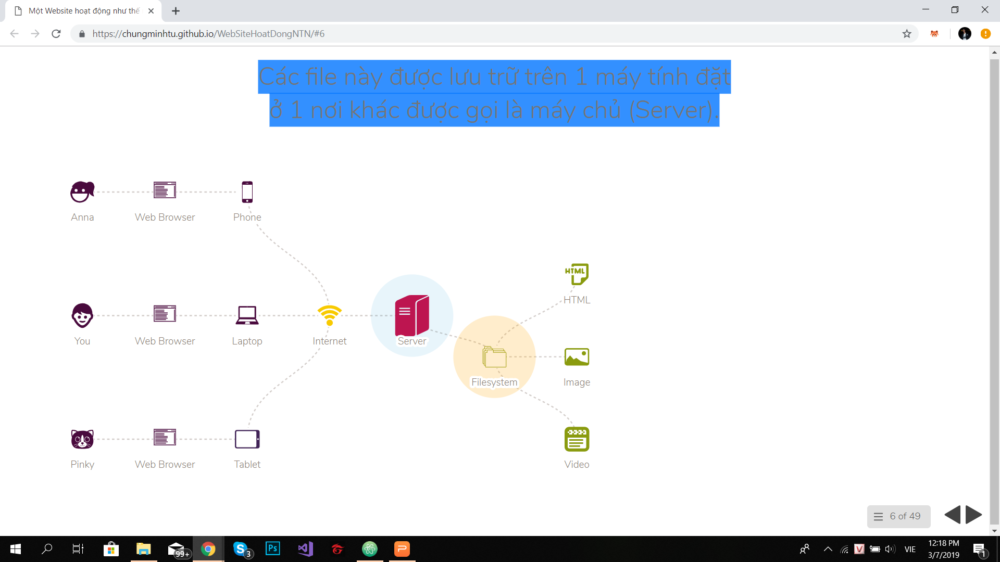 Một Website hoạt động như thế
https://chungminhtu.github.io/WebSiteHoatDongNTN/#6
Các file này được lưu trữ trên 1 máy tính đặt
ở 1 nơi khác được gọi là máy chủ (Server).
Anna
Web Browser
Phone
HTML
HTML
You
Web Browser
Laptop
Internet
Server
Filesystem
Image
Pinky
Web Browser
Tablet
Video
6 of 49
99+
3
Ps
VIE
12:18 PM
3/7/2019
1